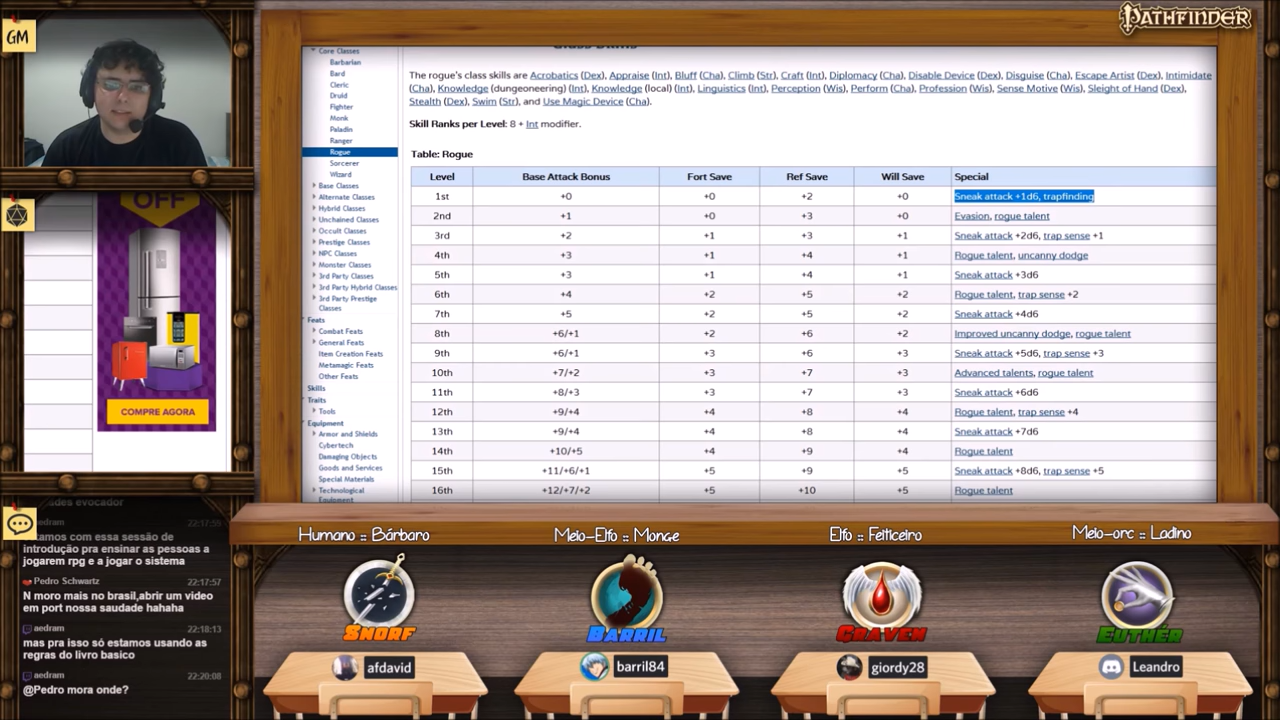 GM
PATHFINDER
OFF
COMPRE AGORA
Core Classes
Barbarian
Bard
Cleric
Druid
Fighter
Monk
Paladin
Ranger
Rogue
Sorcerer
Wizard
Base Classes
Alternate Classes
Hybrid Classes
Unchained Classes
Occult Classes
Prestige Classes
NPC Classes
Monster Classes
3rd Party Classes
3rd Party Hybrid Classes
3rd Party Prestige
Classes
Feats
Combat Feats
General Feats
Item Creation Feats
Metamagic Feats
Other Feats
Skills
Traits
Tools
Equipment
Armor and Shields
Cybertech
Damaging Objects
Goods and Services
Special Materials
Technological
Equipment
Class Skills
The rogue's class skills are Acrobatics (Dex), Appraise (Int), Bluff (Cha), Climb (Str), Craft (Int), Diplomacy (Cha), Disable Device (Dex), Disguise (Cha), Escape Artist (Dex), Intimidate
(Cha), Knowledge (dungeoneering) (Int), Knowledge (local) (Int), Linguistics (Int), Perception (Wis), Perform (Cha), Profession (Wis), Sense Motive (Wis), Sleight of Hand (Dex),
Stealth (Dex), Swim (Str), and Use Magic Device (Cha).
Skill Ranks per Level: 8 + Int modifier.
Table: Rogue
Level Base Attack Bonus Fort Save Ref Save Will Save Special
1st +0 +0 +2 +0 Sneak attack +1d6, trapfinding
2nd +1 +0 +3 +0 Evasion, rogue talent
3rd +2 +1 +3 +1 Sneak attack +2d6, trap sense +1
4th +3 +1 +4 +1 Rogue talent, uncanny dodge
5th +3 +1 +4 +1 Sneak attack +3d6
6th +4 +2 +5 +2 Rogue talent, trap sense +2
7th +5 +2 +5 +2 Sneak attack +4d6
8th +6/+1 +2 +6 +2 Improved uncanny dodge, rogue talent
9th +6/+1 +3 +6 +3 Sneak attack +5d6, trap sense +3
10th +7/+2 +3 +7 +3 Advanced talents, rogue talent
11th +8/+3 +3 +7 +3 Sneak attack +6d6
12th +9/+4 +4 +8 +4 Rogue talent, trap sense +4
13th +9/+4 +4 +8 +4 Sneak attack +7d6
14th +10/+5 +4 +9 +4 Rogue talent
15th +11/+6/+1 +5 +9 +5 Sneak attack +8d6, trap sense +5
16th +12/+7/+2 +5 +10 +5 Rogue talent
evocador
aedram 22:17:55
com essa sessão de
introdução pra ensinar as pessoas a
jogarem rpg e a jogar o sistema
Pedro Schwartz 22:17:57
N moro mais no brasil,abrir um video
em port nossa saudade hahaha
aedram 22:18:13
mas pra isso só estamos usando as
regras do livro basico
aedram 22:20:08
@Pedro mora onde?
Humano :: Bárbaro
Meio-Elfo :: Monge
Elfo :: Feiticeiro
Meio-orc :: Ladino
SNORF
BARRIL
GRAVEN
EUTHÉR
afdavid
barril84
giordy28
Leandro